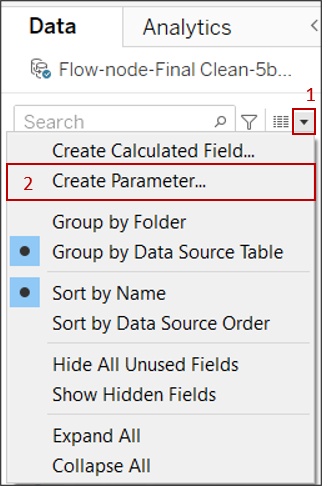 Data
Analytics
Flow-node-Final Clean-5b...
1
Search
Create Calculated Field...
2
Create Parameter...
Group by Folder
Group by Data Source Table
Sort by Name
Sort by Data Source Order
Hide All Unused Fields
Show Hidden Fields
Expand All
Collapse All